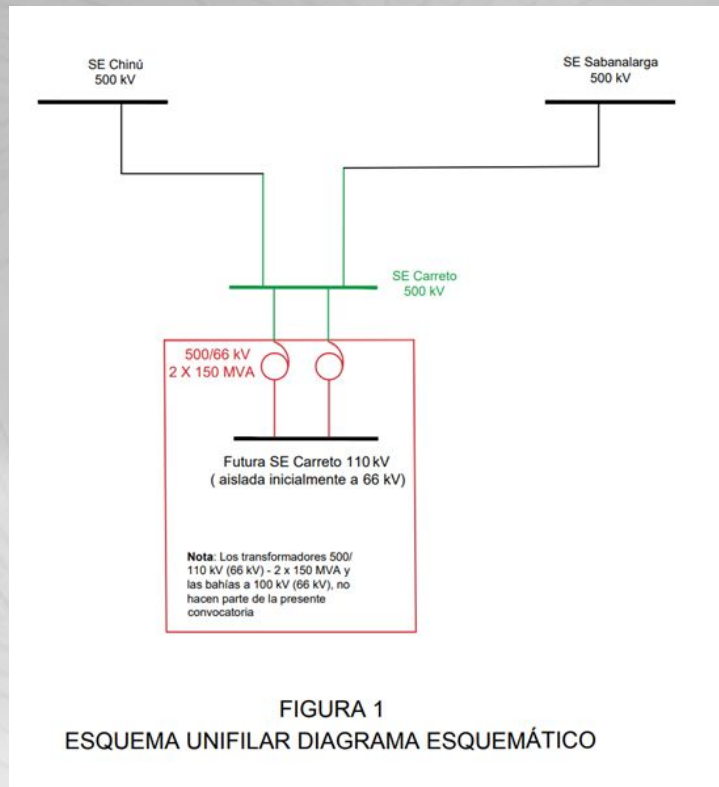 SE Chinú
500 kV
SE Sabanalarga
500 kV
SE Carreto
500 kV
500/66 kV
2 X 150 MVA
Futura SE Carreto 110 kV
( aislada inicialmente a 66 kV)
Nota: Los transformadores 500/
110 kV (66 kV) - 2 x 150 MVA y
las bahías a 100 kV (66 kV), no
hacen parte de la presente
convocatoria
FIGURA 1
ESQUEMA UNIFILAR DIAGRAMA ESQUEMÁTICO